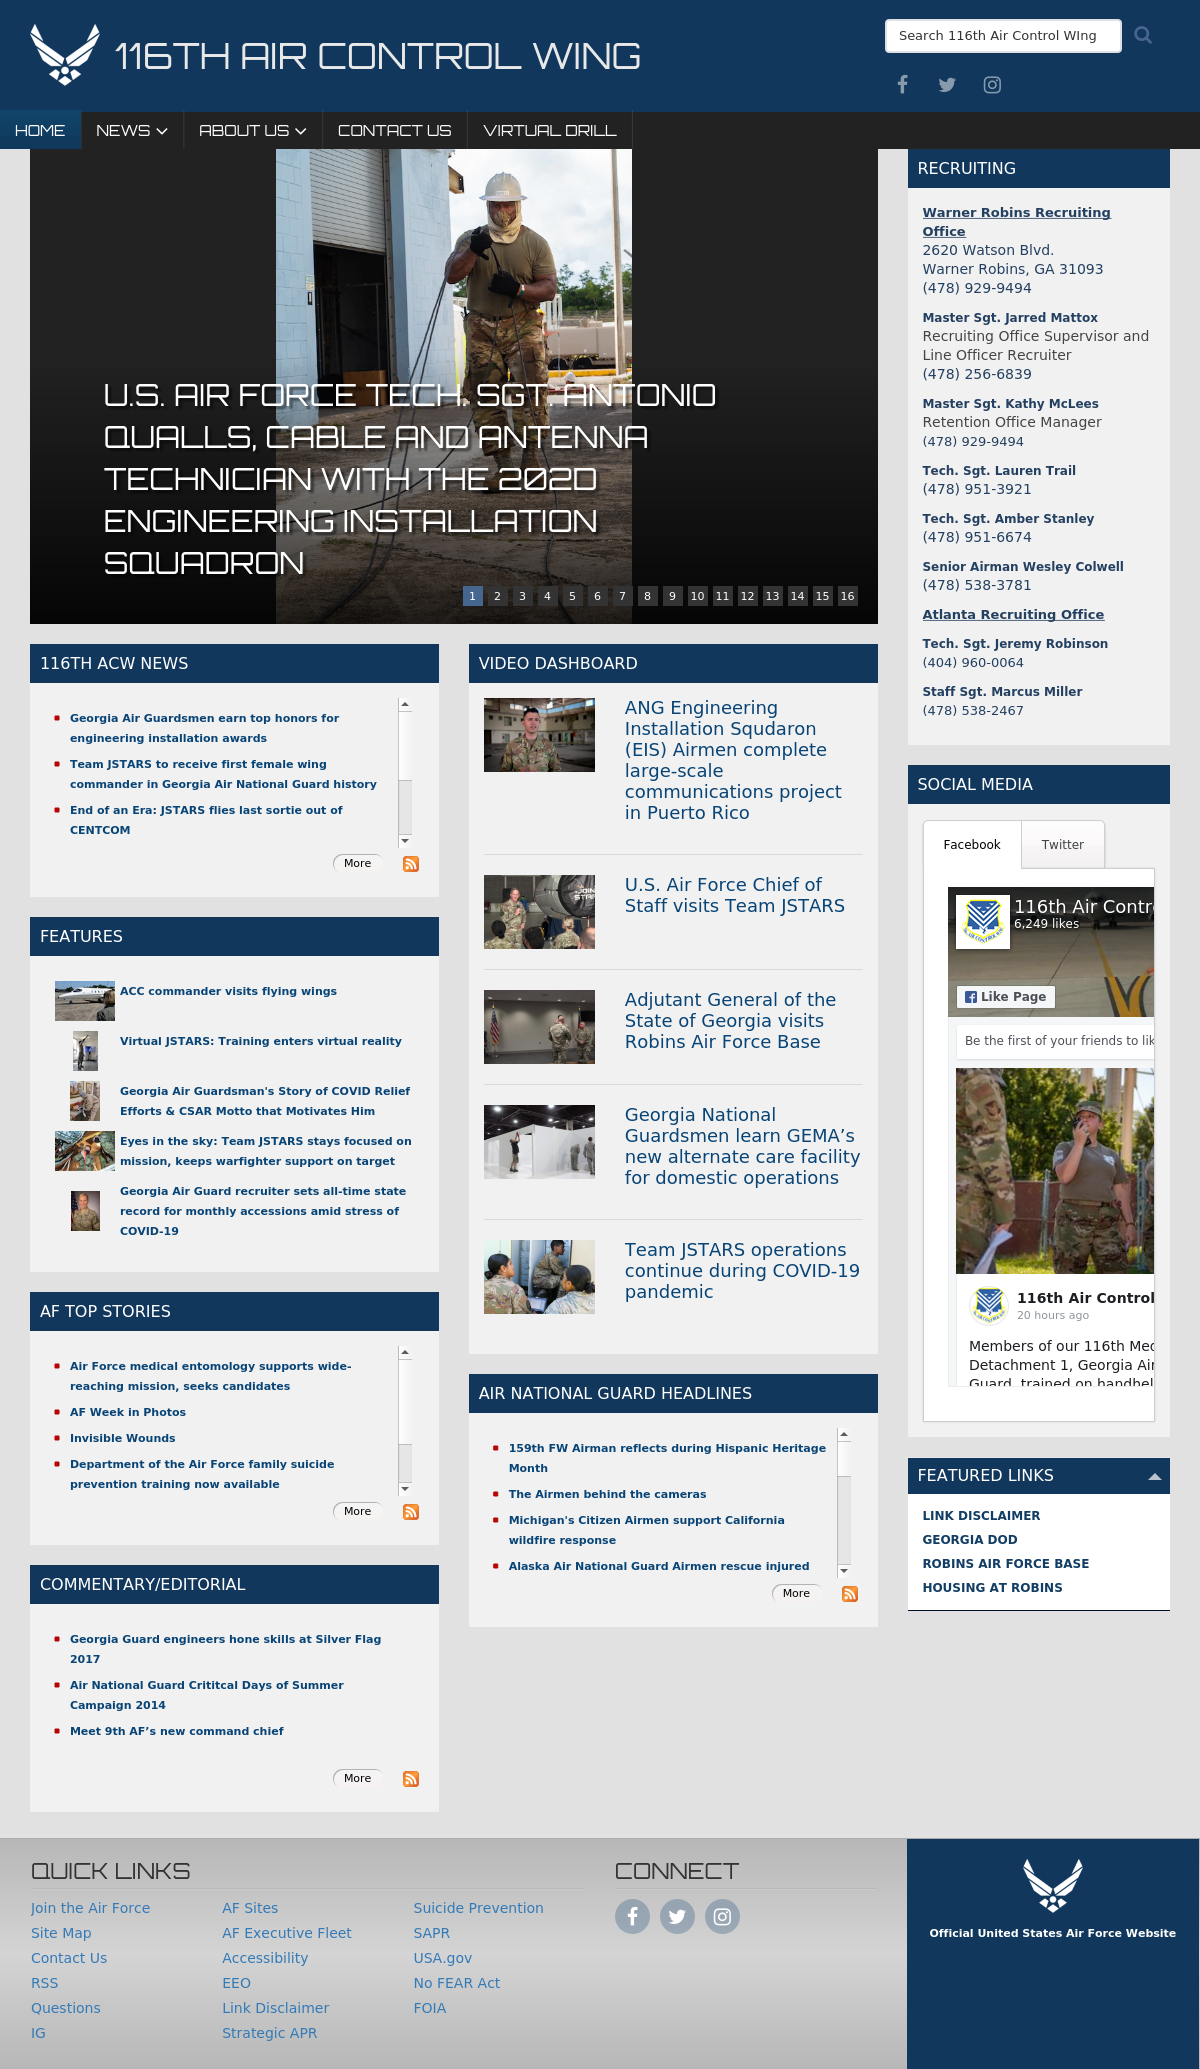 116TH AIR CONTROL WING
Search 116th Air Control WIng
HOME
NEWS
ABOUT US
CONTACT US
VIRTUAL DRILL
U.S. AIR FORCE TECH. SGT. ANTONIO
QUALLS, CABLE AND ANTENNA
TECHNICIAN WITH THE 202D
ENGINEERING INSTALLATION
SQUADRON
1 2 3 4 5 6 7 8 9 10 11 12 13 14 15 16
116TH ACW NEWS
Georgia Air Guardsmen earn top honors for
engineering installation awards
Team JSTARS to receive first female wing
commander in Georgia Air National Guard history
End of an Era: JSTARS flies last sortie out of
CENTCOM
More
FEATURES
ACC commander visits flying wings
Virtual JSTARS: Training enters virtual reality
Georgia Air Guardsman's Story of COVID Relief
Efforts & CSAR Motto that Motivates Him
Eyes in the sky: Team JSTARS stays focused on
mission, keeps warfighter support on target
Georgia Air Guard recruiter sets all-time state
record for monthly accessions amid stress of
COVID-19
AF TOP STORIES
Air Force medical entomology supports wide-
reaching mission, seeks candidates
AF Week in Photos
Invisible Wounds
Department of the Air Force family suicide
prevention training now available
More
COMMENTARY/EDITORIAL
Georgia Guard engineers hone skills at Silver Flag
2017
Air National Guard Crititcal Days of Summer
Campaign 2014
Meet 9th AF’s new command chief
More
VIDEO DASHBOARD
ANG Engineering
Installation Squdaron
(EIS) Airmen complete
large-scale
communications project
in Puerto Rico
U.S. Air Force Chief of
Staff visits Team JSTARS
Adjutant General of the
State of Georgia visits
Robins Air Force Base
Georgia National
Guardsmen learn GEMA’s
new alternate care facility
for domestic operations
Team JSTARS operations
continue during COVID-19
pandemic
AIR NATIONAL GUARD HEADLINES
159th FW Airman reflects during Hispanic Heritage
Month
The Airmen behind the cameras
Michigan's Citizen Airmen support California
wildfire response
Alaska Air National Guard Airmen rescue injured
More
RECRUITING
Warner Robins Recruiting
Office
2620 Watson Blvd.
Warner Robins, GA 31093
(478) 929-9494
Master Sgt. Jarred Mattox
Recruiting Office Supervisor and
Line Officer Recruiter
(478) 256-6839
Master Sgt. Kathy McLees
Retention Office Manager
(478) 929-9494
Tech. Sgt. Lauren Trail
(478) 951-3921
Tech. Sgt. Amber Stanley
(478) 951-6674
Senior Airman Wesley Colwell
(478) 538-3781
Atlanta Recruiting Office
Tech. Sgt. Jeremy Robinson
(404) 960-0064
Staff Sgt. Marcus Miller
(478) 538-2467
SOCIAL MEDIA
Facebook
Twitter
116th Air Contro
6,249 likes
Like Page
Be the first of your friends to lik
116th Air Control
20 hours ago
Members of our 116th Med
Detachment 1, Georgia Air
Guard, trained on handhel
FEATURED LINKS
LINK DISCLAIMER
GEORGIA DOD
ROBINS AIR FORCE BASE
HOUSING AT ROBINS
QUICK LINKS
Join the Air Force
Site Map
Contact Us
RSS
Questions
IG
AF Sites
AF Executive Fleet
Accessibility
EEO
Link Disclaimer
Strategic APR
Suicide Prevention
SAPR
USA.gov
No FEAR Act
FOIA
CONNECT
Official United States Air Force Website